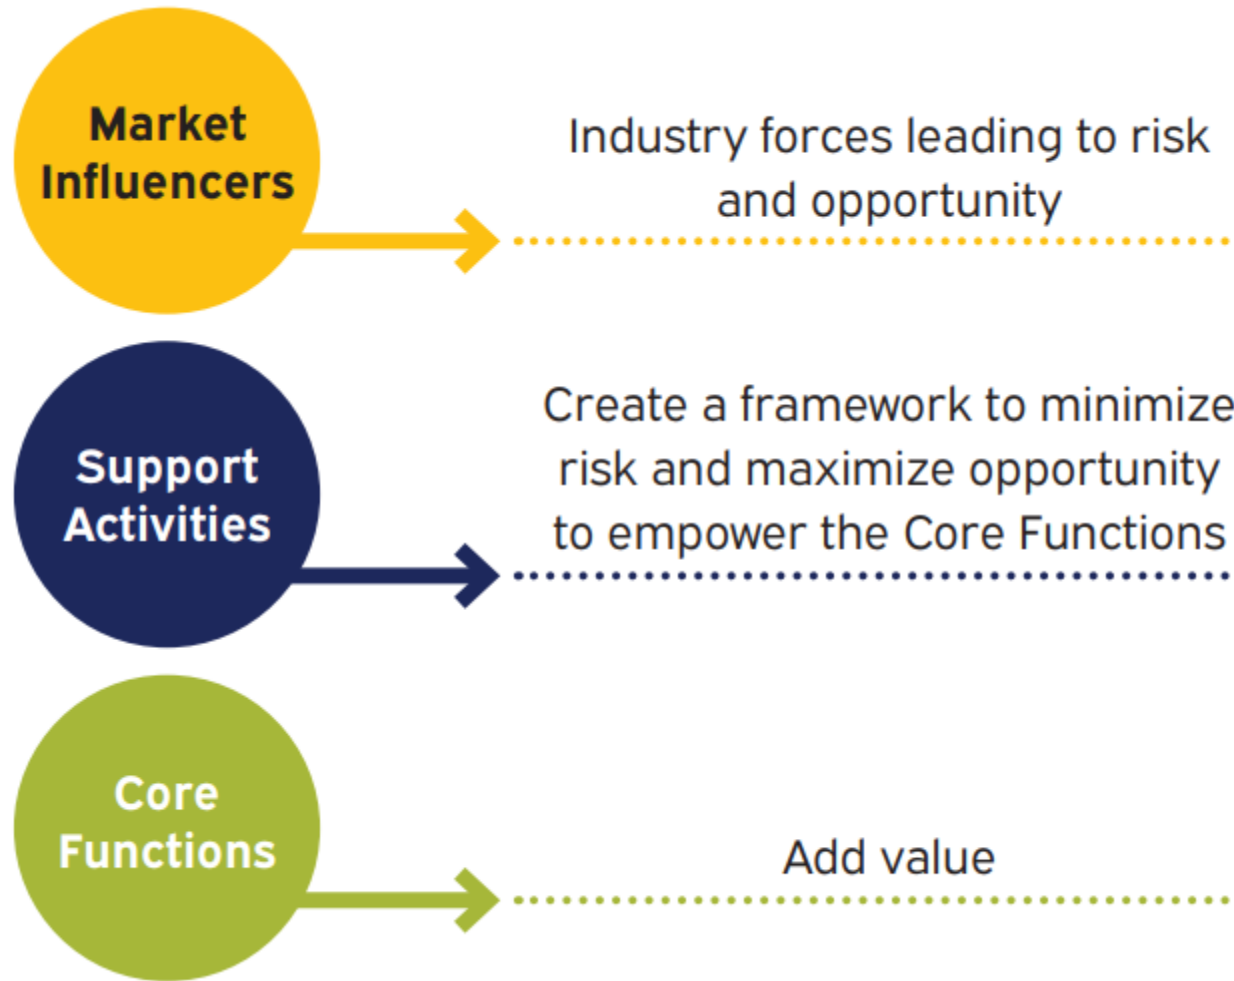 Market
Influencers
Industry forces leading to risk
and opportunity
Support
Activities
Create a framework to minimize
risk and maximize opportunity
to empower the Core Functions
Core
Functions
Add value